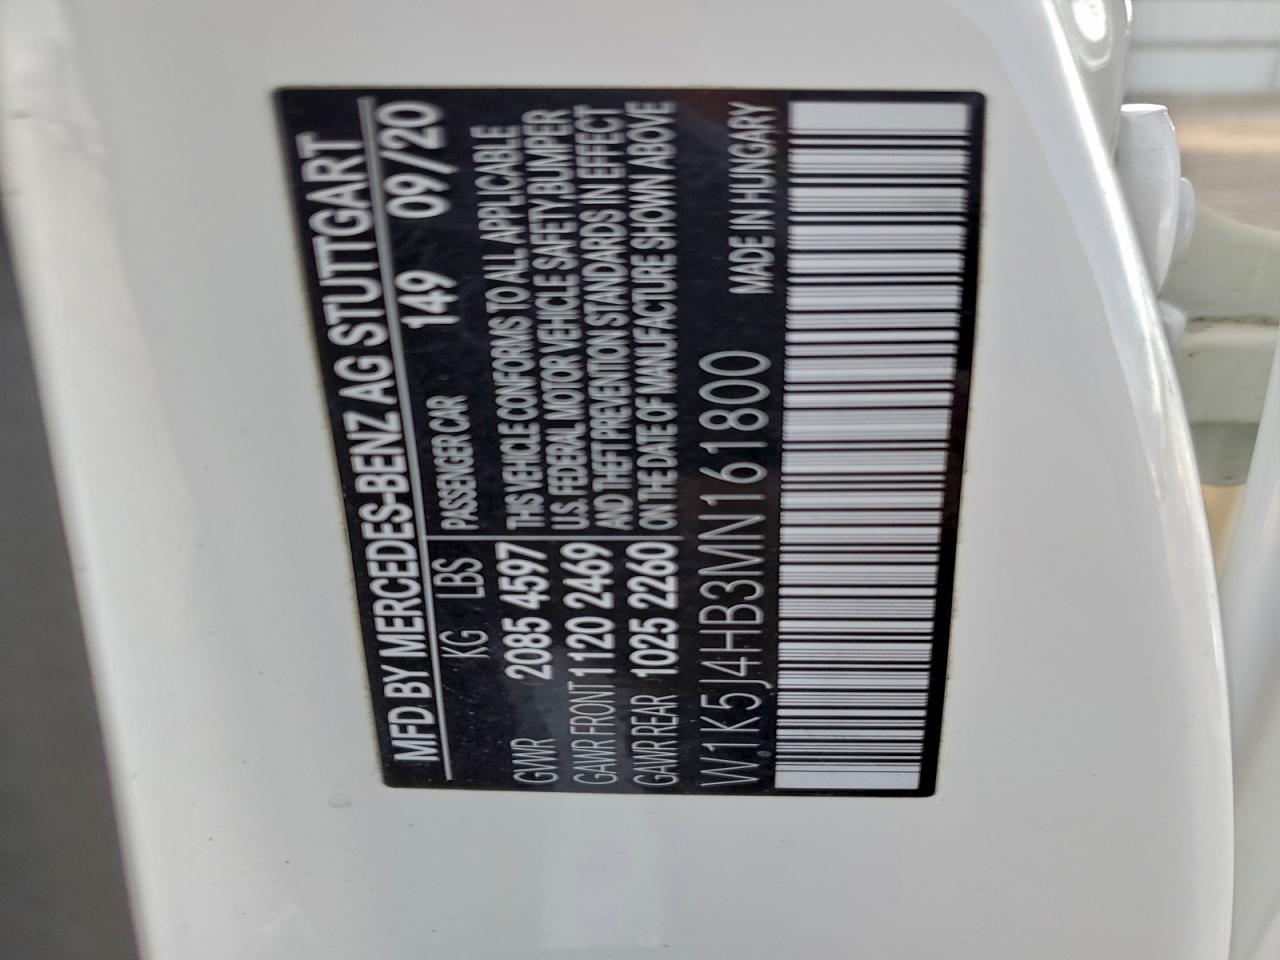 MFD BY MERCEDES-BENZ AG STUTTGART
KG LBS 149 09/20
PASSENGER CAR
GVWR 2085 4597 THIS VEHICLE CONFORMS TO ALL APPLICABLE
U.S. FEDERAL MOTOR VEHICLE SAFETY, BUMPER
GAWR FRONT 1120 2469 AND THEFT PREVENTION STANDARDS IN EFFECT
GAWR REAR 1025 2260 ON THE DATE OF MANUFACTURE SHOWN ABOVE
W1K5J4HB3MN161800 MADE IN HUNGARY